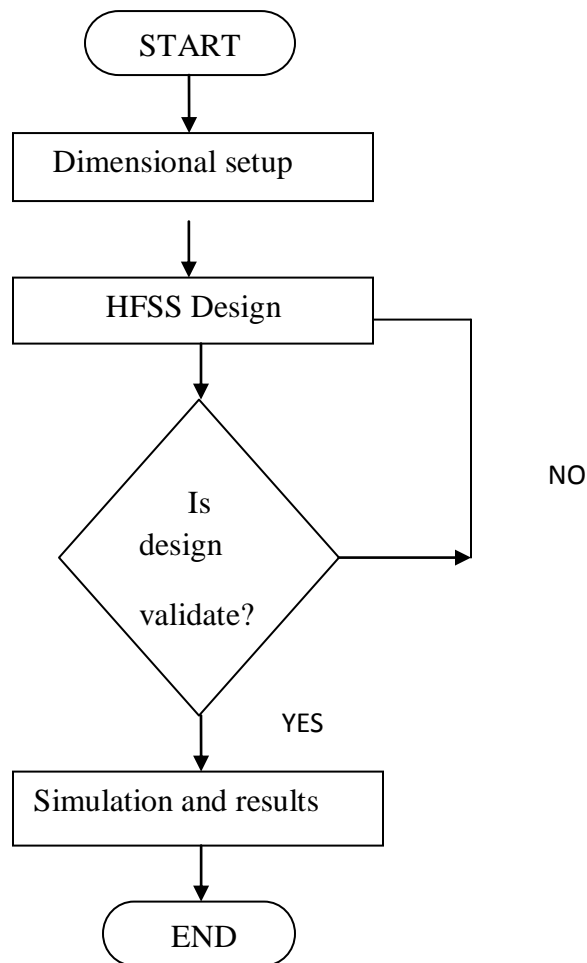 START
Dimensional setup
HFSS Design
NO
Is
design
validate?
YES
Simulation and results
END